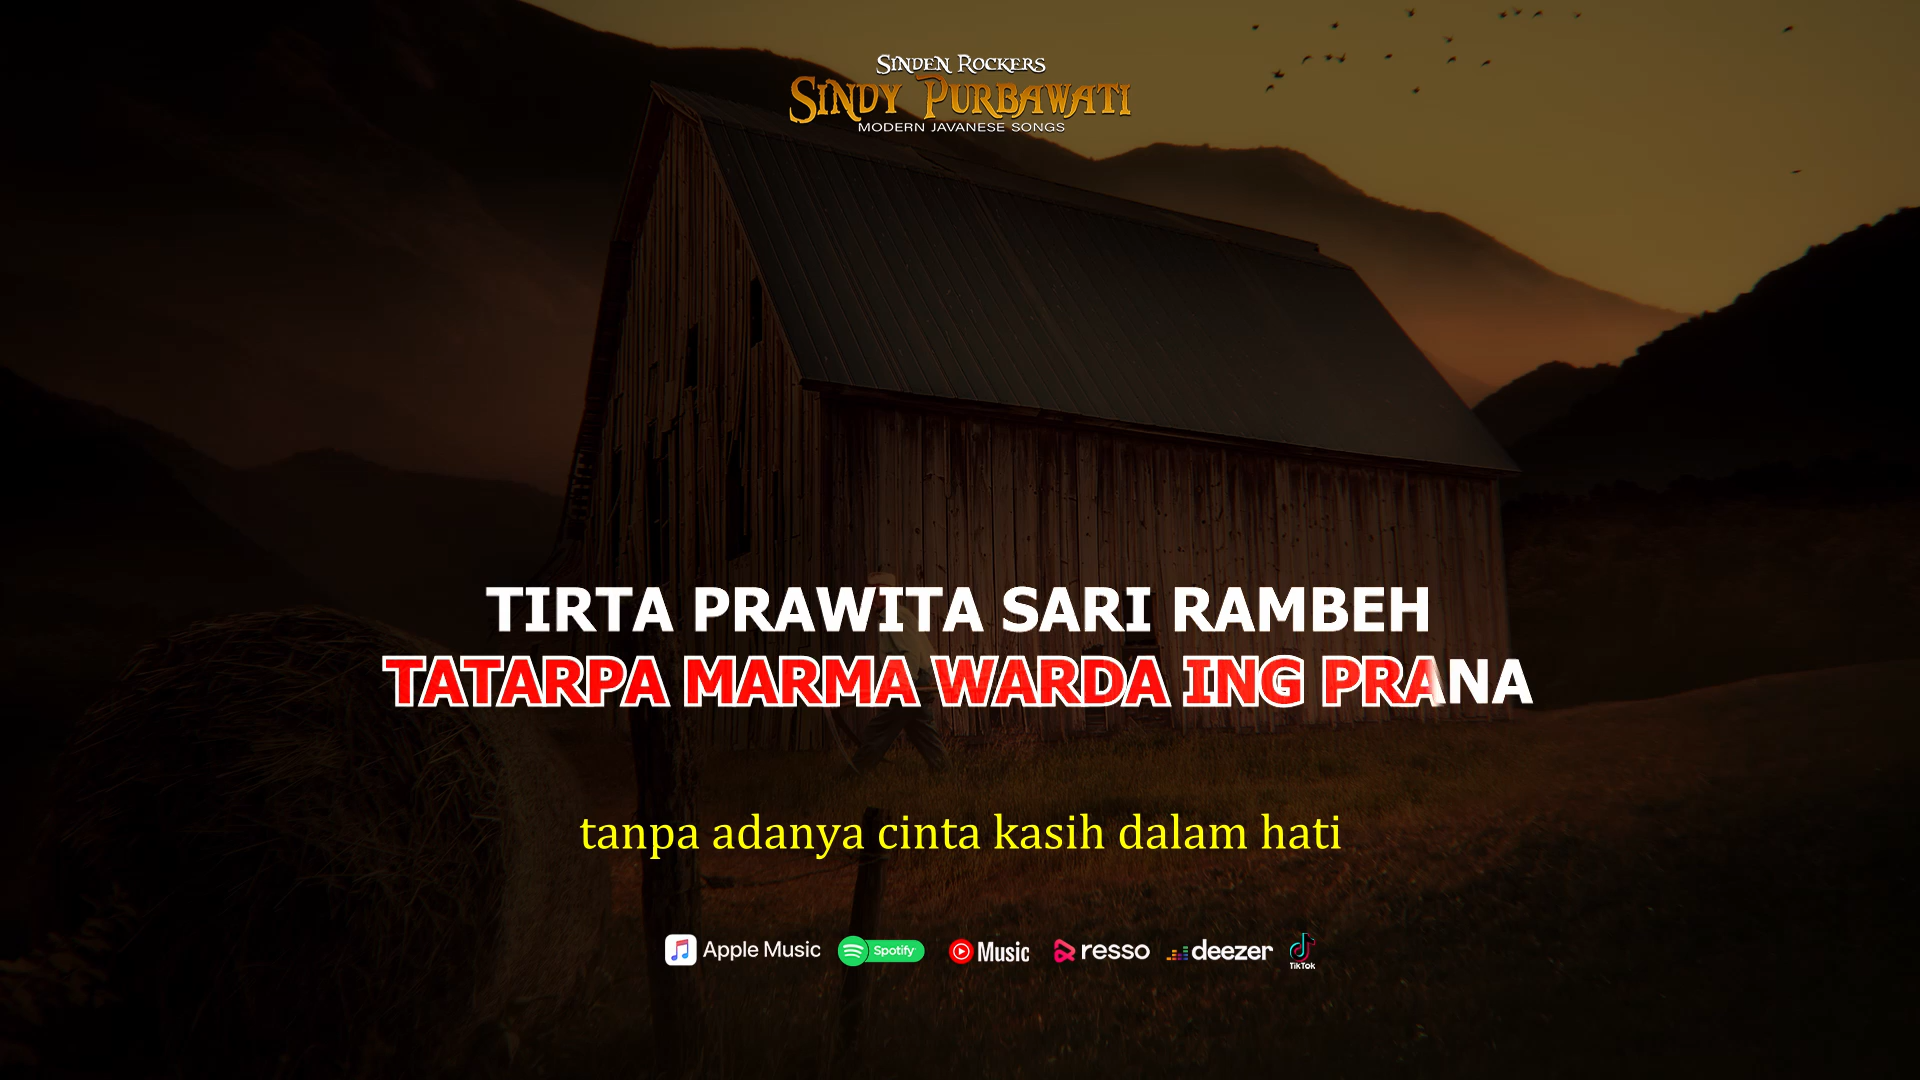 SINDEN ROCKERS
SINDY PURBAWATI
MODERN JAVANESE SONGS
TIRTA PRAWITA SARI RAMBEH
TATARPA MARMA WARDA ING PRANA
tanpa adanya cinta kasih dalam hati
Apple Music Spotify Music resso deezer TikTok